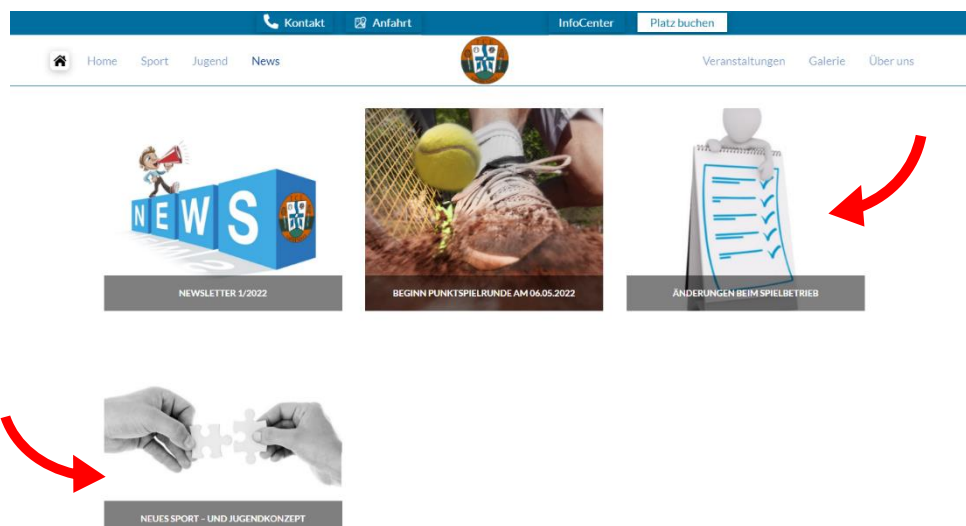 Kontakt Anfahrt InfoCenter Platz buchen
Home Sport Jugend News Veranstaltungen Galerie Über uns
NEWS
NEWSLETTER 1/2022 BEGINN PUNKTSPIELRUNDE AM 06.05.2022 ÄNDERUNGEN BEIM SPIELBETRIEB
NEUES SPORT – UND JUGENDKONZEPT